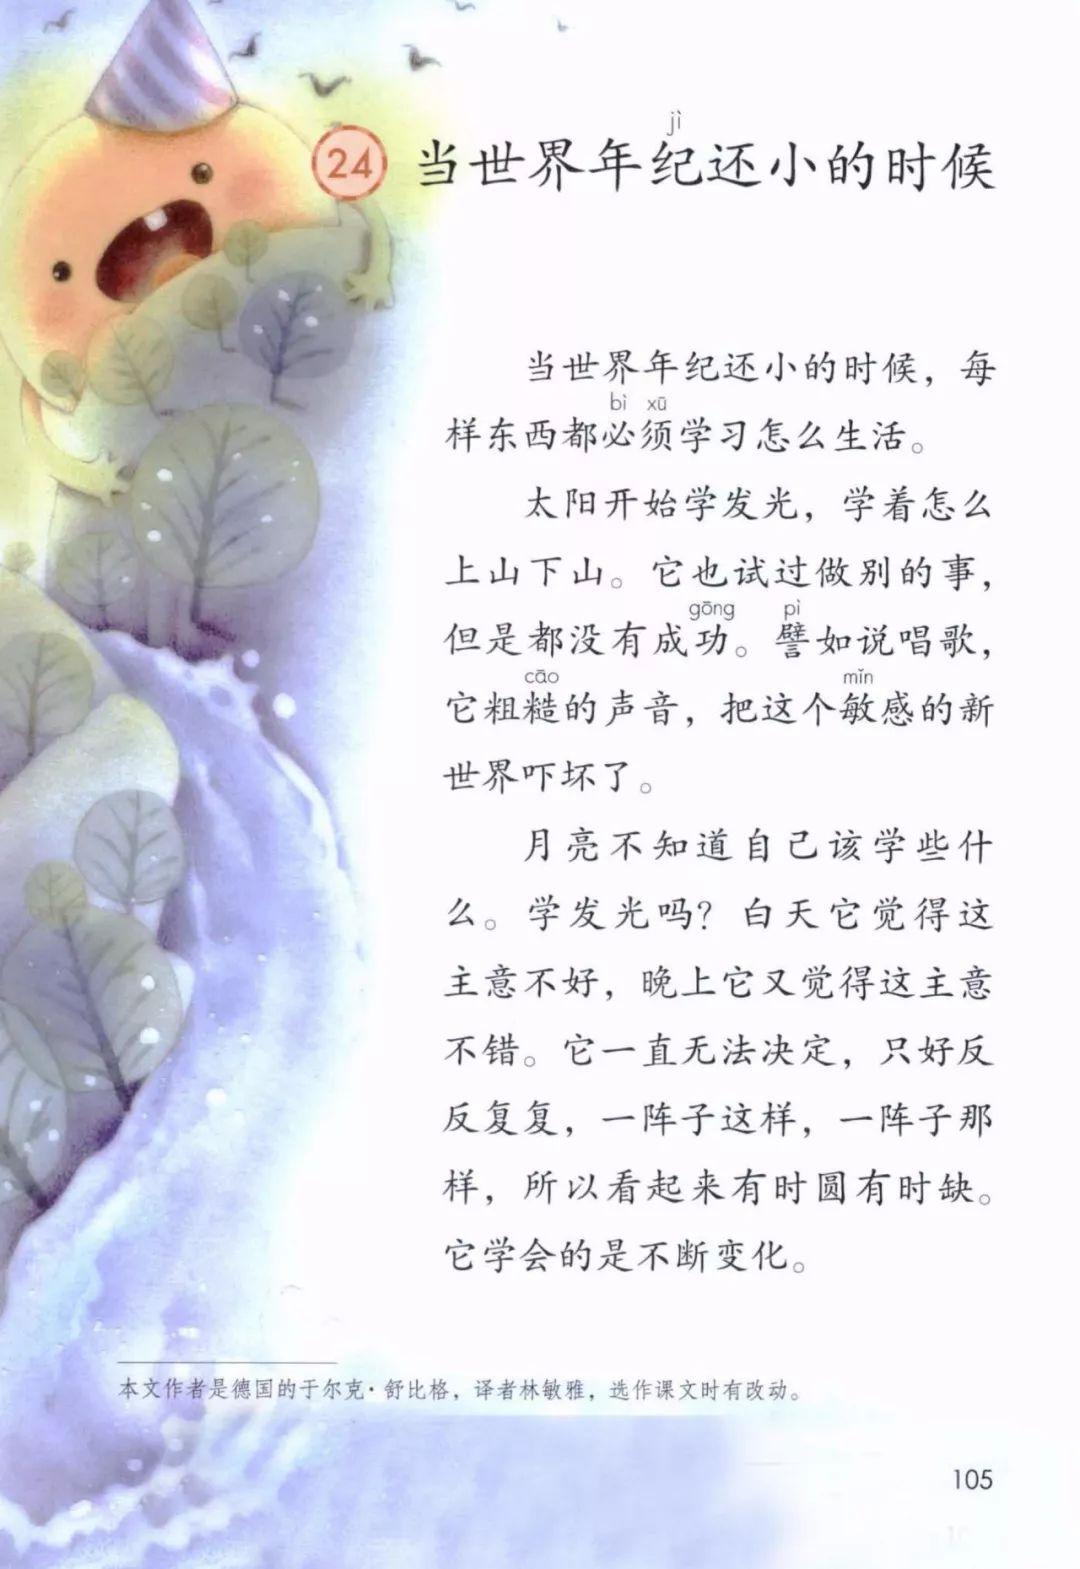 jì
24 当世界年纪还小的时候
当世界年纪还小的时候，每
bì xū
样东西都必须学习怎么生活。
太阳开始学发光，学着怎么
上山下山。它也试过做别的事，
gōng pì
但是都没有成功。譬如说唱歌，
cāo mǐn
它粗糙的声音，把这个敏感的新
世界吓坏了。
月亮不知道自己该学些什
么。学发光吗？白天它觉得这
主意不好，晚上它又觉得这主意
不错。它一直无法决定，只好反
反复复，一阵子这样，一阵子那
样，所以看起来有时圆有时缺。
它学会的是不断变化。
本文作者是德国的于尔克·舒比格，译者林敏雅，选作课文时有改动。
105